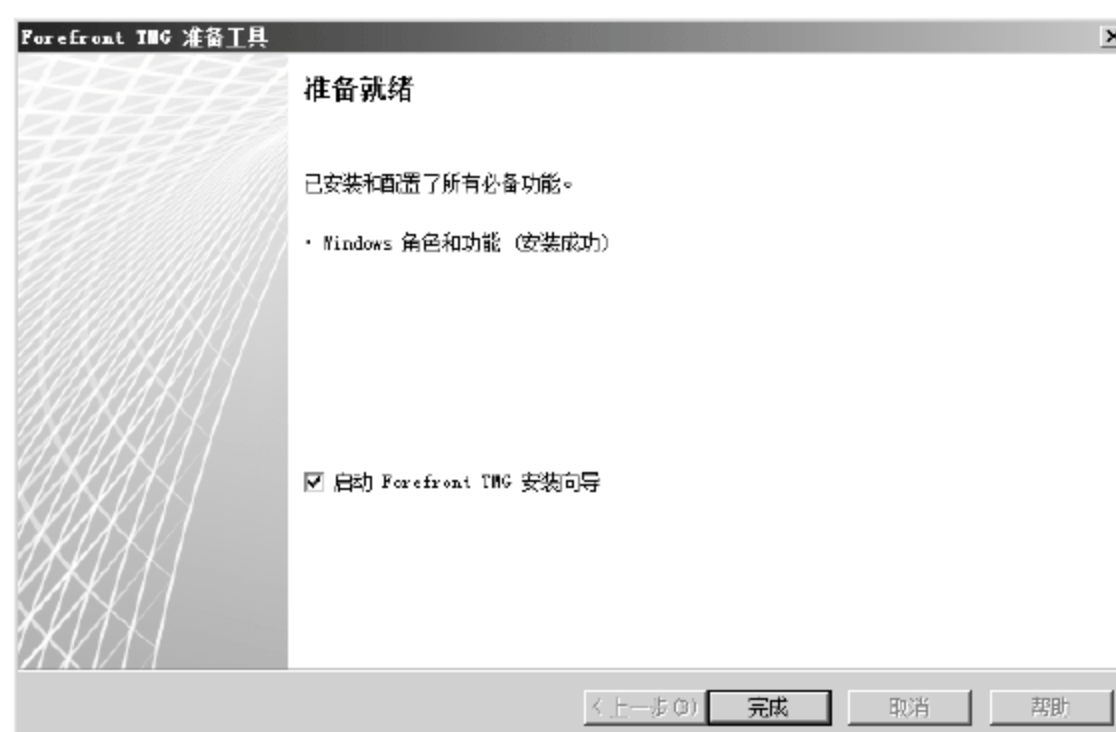 Forefront TMG 准备工具
准备就绪
已安装和配置了所有必备功能。
· Windows 角色和功能 (安装成功)
启动 Forefront TMG 安装向导
< 上一步(B)
完成
取消
帮助